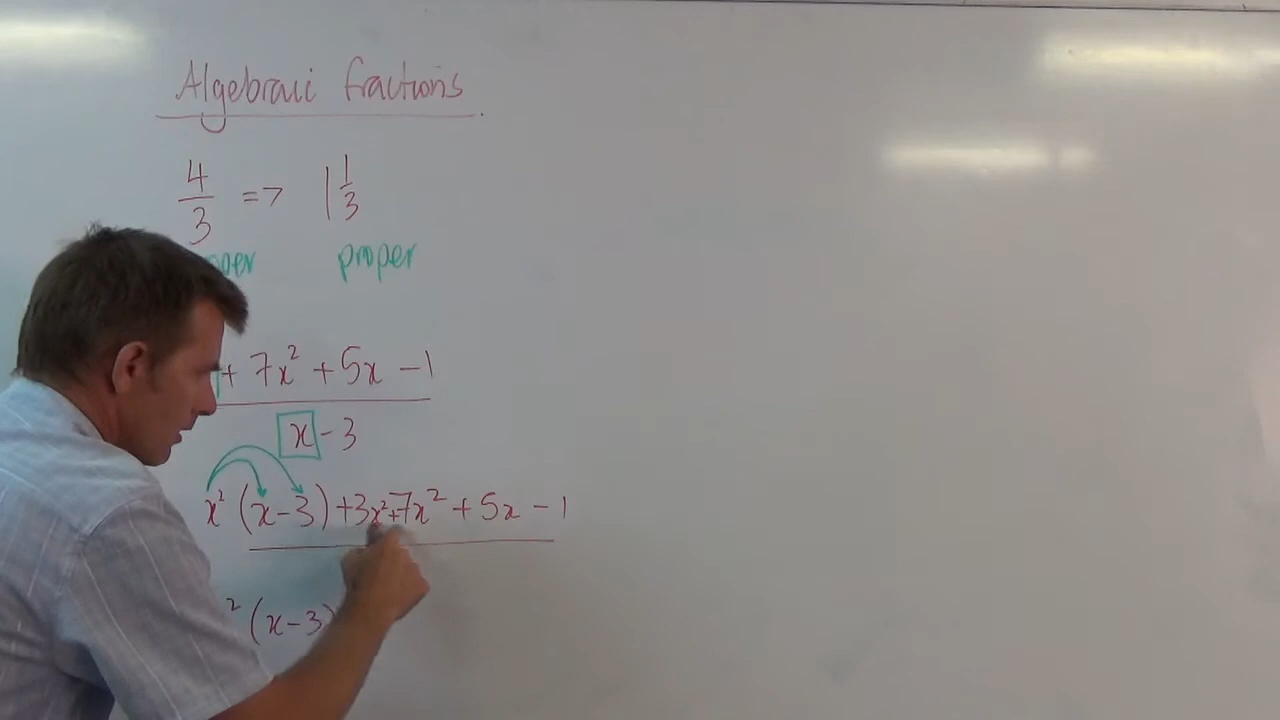 Algebraic fractions
4/3 => 1 1/3
proper
+ 7x² + 5x - 1
x - 3
x² (x-3) + 3x² + 7x² + 5x - 1
² (x-3)